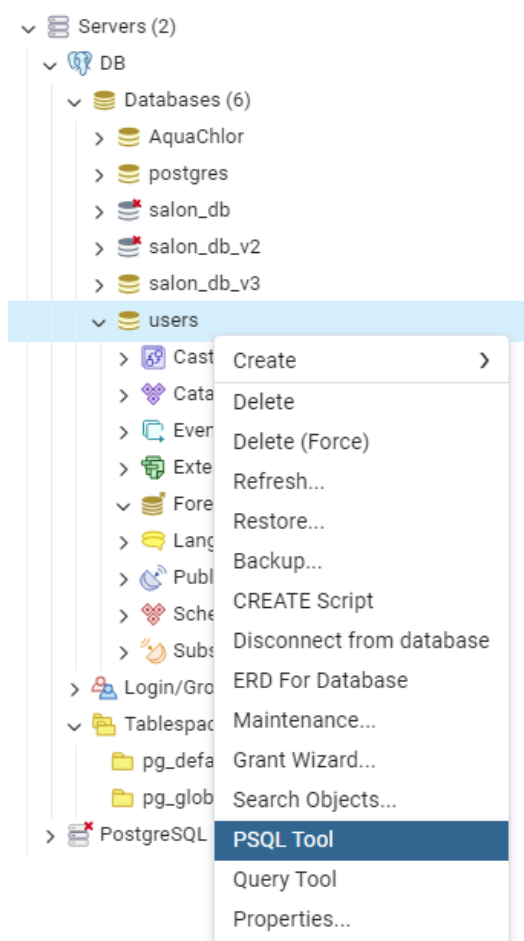 Servers (2)
DB
Databases (6)
AquaChlor
postgres
salon_db
salon_db_v2
salon_db_v3
users
Cast
Cata
Even
Exte
Fore
Lang
Publ
Sche
Subs
Login/Gro
Tablespac
pg_defa
pg_glob
PostgreSQL
Create
Delete
Delete (Force)
Refresh...
Restore...
Backup...
CREATE Script
Disconnect from database
ERD For Database
Maintenance...
Grant Wizard...
Search Objects...
PSQL Tool
Query Tool
Properties...